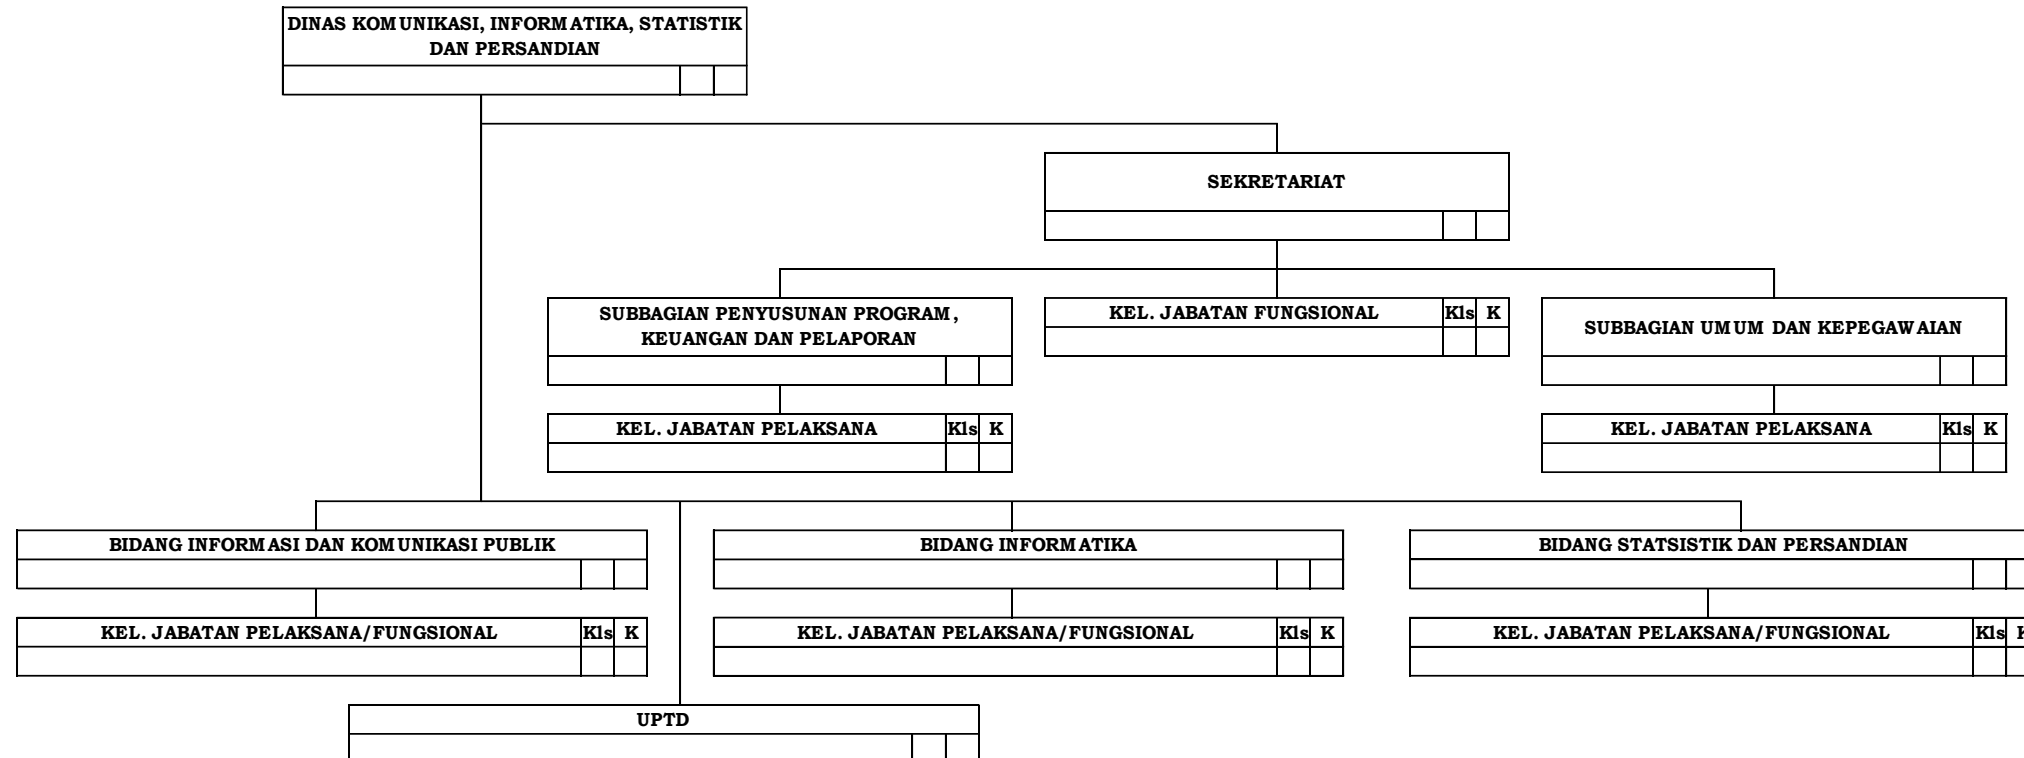 DINAS KOMUNIKASI, INFORMATIKA, STATISTIK
DAN PERSANDIAN
SEKRETARIAT
SUBBAGIAN PENYUSUNAN PROGRAM,
KEUANGAN DAN PELAPORAN
KEL. JABATAN FUNGSIONAL Kls K
SUBBAGIAN UMUM DAN KEPEGAWAIAN
KEL. JABATAN PELAKSANA Kls K
KEL. JABATAN PELAKSANA Kls K
BIDANG INFORMASI DAN KOMUNIKASI PUBLIK
BIDANG INFORMATIKA
BIDANG STATSISTIK DAN PERSANDIAN
KEL. JABATAN PELAKSANA/FUNGSIONAL Kls K
KEL. JABATAN PELAKSANA/FUNGSIONAL Kls K
KEL. JABATAN PELAKSANA/FUNGSIONAL Kls K
UPTD